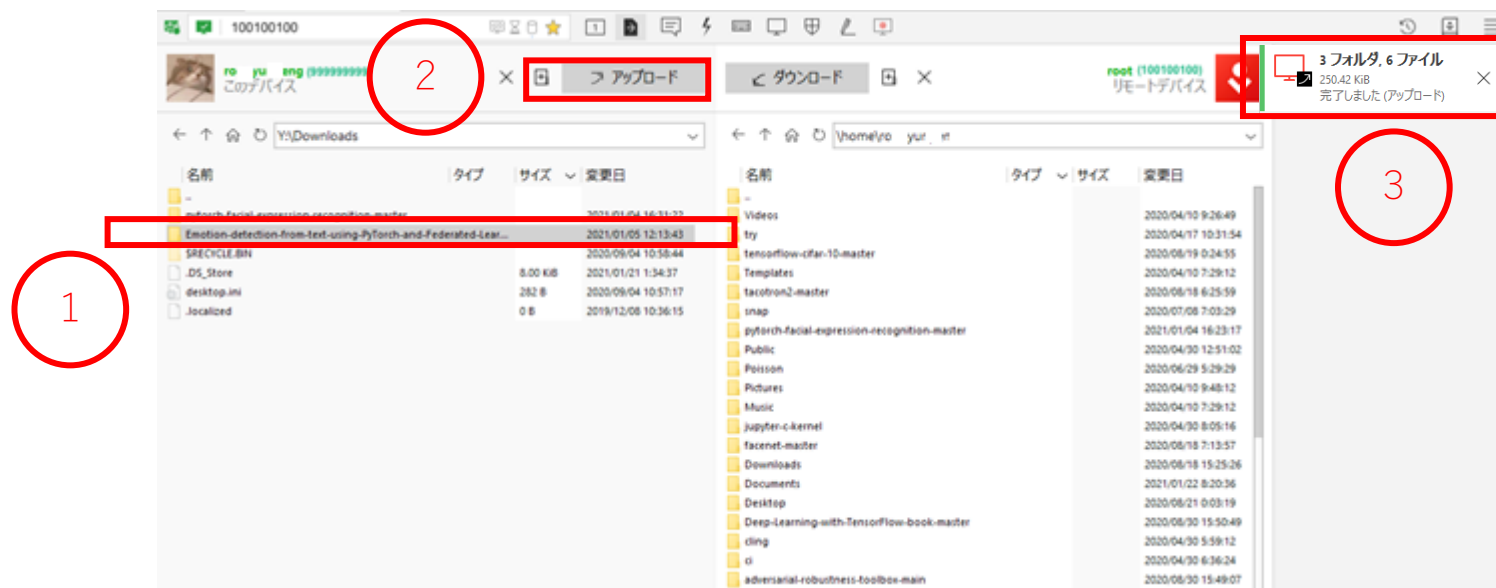 100100100
ro yu eng (999999999
このデバイス
2
アップロード
ダウンロード
root (100100100)
リモートデバイス
3 フォルダ, 6 ファイル
250.42 KiB
完了しました (アップロード)
3
Y:\Downloads
\home\ro yur
名前 タイプ サイズ 変更日
..
pytorch-facial-expression-recognition-master 2021/01/04 16:31:22
Emotion-detection-from-text-using-PyTorch-and-Federated-Lear... 2021/01/05 12:13:43
$RECYCLE.BIN 2020/09/04 10:58:44
.DS_Store 8.00 KiB 2021/01/21 1:34:37
desktop.ini 282 B 2020/09/04 10:57:17
.localized 0 B 2019/12/08 10:36:15
1
名前 タイプ サイズ 変更日
..
Videos 2020/04/10 9:26:49
try 2020/04/17 10:31:54
tensorflow-cifar-10-master 2020/08/19 0:24:55
Templates 2020/04/10 7:29:12
tacotron2-master 2020/08/18 6:25:59
snap 2020/07/08 7:03:29
pytorch-facial-expression-recognition-master 2021/01/04 16:23:17
Public 2020/04/30 12:51:02
Poisson 2020/06/29 5:29:29
Pictures 2020/04/10 9:48:12
Music 2020/04/10 7:29:12
jupyter-c-kernel 2020/04/30 8:05:16
facenet-master 2020/08/18 7:13:57
Downloads 2020/08/18 15:25:26
Documents 2021/01/22 8:20:36
Desktop 2020/08/21 0:03:19
Deep-Learning-with-TensorFlow-book-master 2020/08/30 15:50:49
cling 2020/04/30 5:59:12
ci 2020/04/30 6:36:24
adversarial-robustness-toolbox-main 2020/08/30 15:49:07